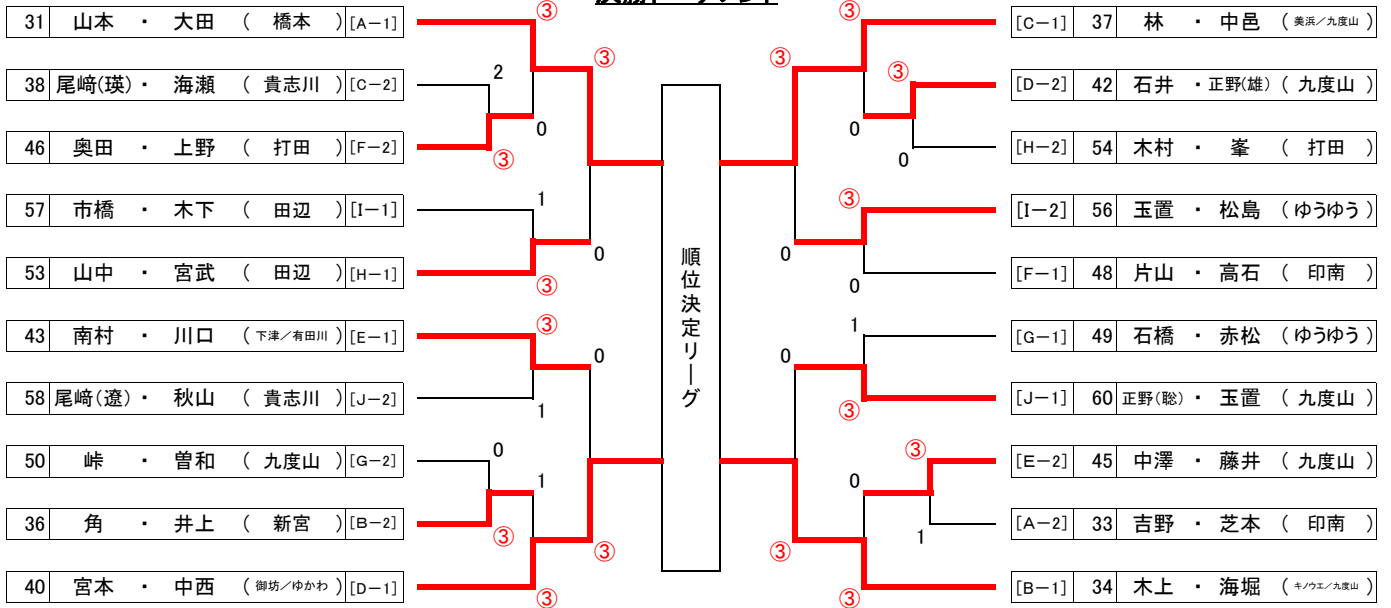 31 山本 ・ 大田 ( 橋本 ) [A-1]
38 尾﨑(瑛) ・ 海瀬 ( 貴志川 ) [C-2]
46 奥田 ・ 上野 ( 打田 ) [F-2]
57 市橋 ・ 木下 ( 田辺 ) [I-1]
53 山中 ・ 宮武 ( 田辺 ) [H-1]
43 南村 ・ 川口 ( 下津/有田川 ) [E-1]
58 尾﨑(遼) ・ 秋山 ( 貴志川 ) [J-2]
50 峠 ・ 曽和 ( 九度山 ) [G-2]
36 角 ・ 井上 ( 新宮 ) [B-2]
40 宮本 ・ 中西 ( 御坊/ゆかわ ) [D-1]
③
2
0
③
③
1
③
0
③
0
1
0
③
1
③
③
順位決定リーグ
③
③
③
0
0
③
0
0
1
0
③
③
0
1
③
③
[C-1] 37 林 ・ 中邑 ( 美浜/九度山 )
[D-2] 42 石井 ・ 正野(雄) ( 九度山 )
[H-2] 54 木村 ・ 峯 ( 打田 )
[I-2] 56 玉置 ・ 松島 ( ゆうゆう )
[F-1] 48 片山 ・ 高石 ( 印南 )
[G-1] 49 石橋 ・ 赤松 ( ゆうゆう )
[J-1] 60 正野(聡) ・ 玉置 ( 九度山 )
[E-2] 45 中澤 ・ 藤井 ( 九度山 )
[A-2] 33 吉野 ・ 芝本 ( 印南 )
[B-1] 34 木上 ・ 海堀 ( キノウエ/九度山 )